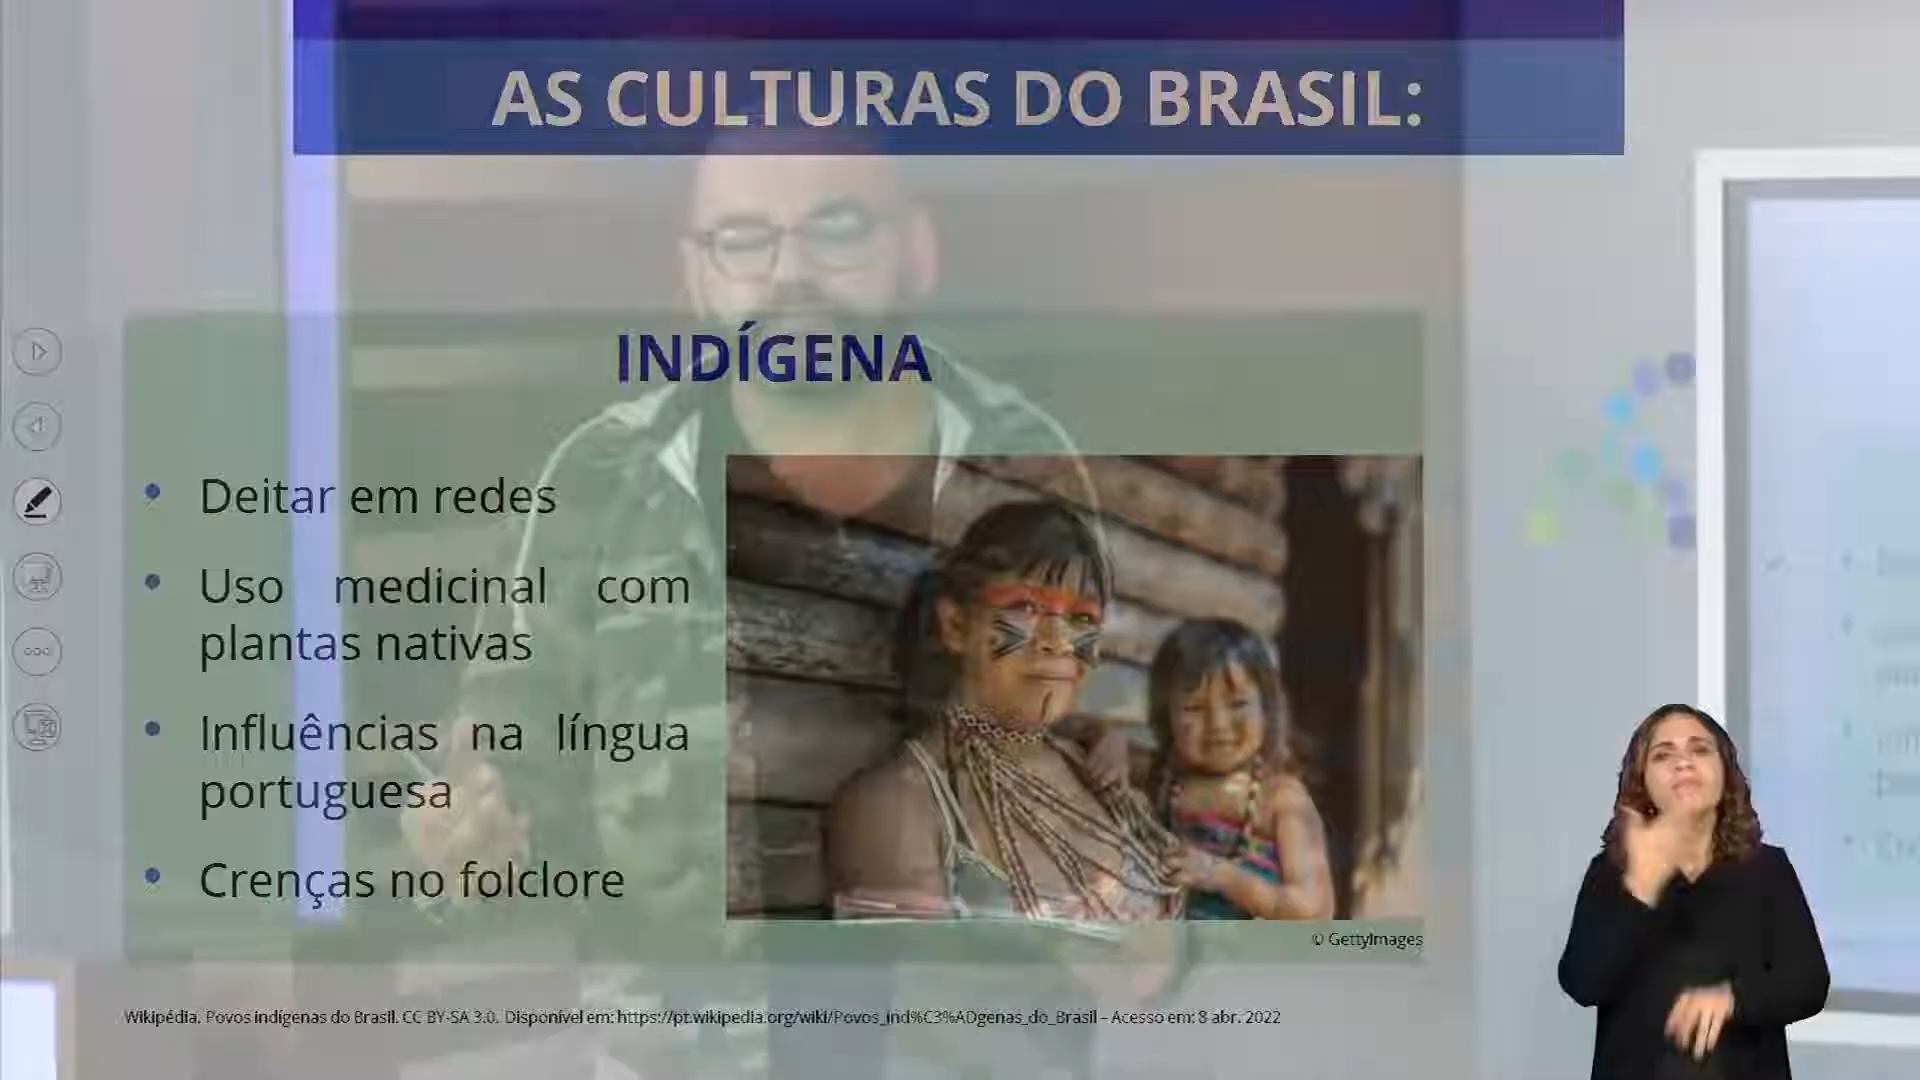 AS CULTURAS DO BRASIL:
INDÍGENA
• Deitar em redes
• Uso medicinal com
plantas nativas
• Influências na língua
portuguesa
• Crenças no folclore
© GettyImages
Wikipédia. Povos indígenas do Brasil. CC BY-SA 3.0. Disponível em: https://pt.wikipedia.org/wiki/Povos_ind%C3%ADgenas_do_Brasil – Acesso em: 8 abr. 2022